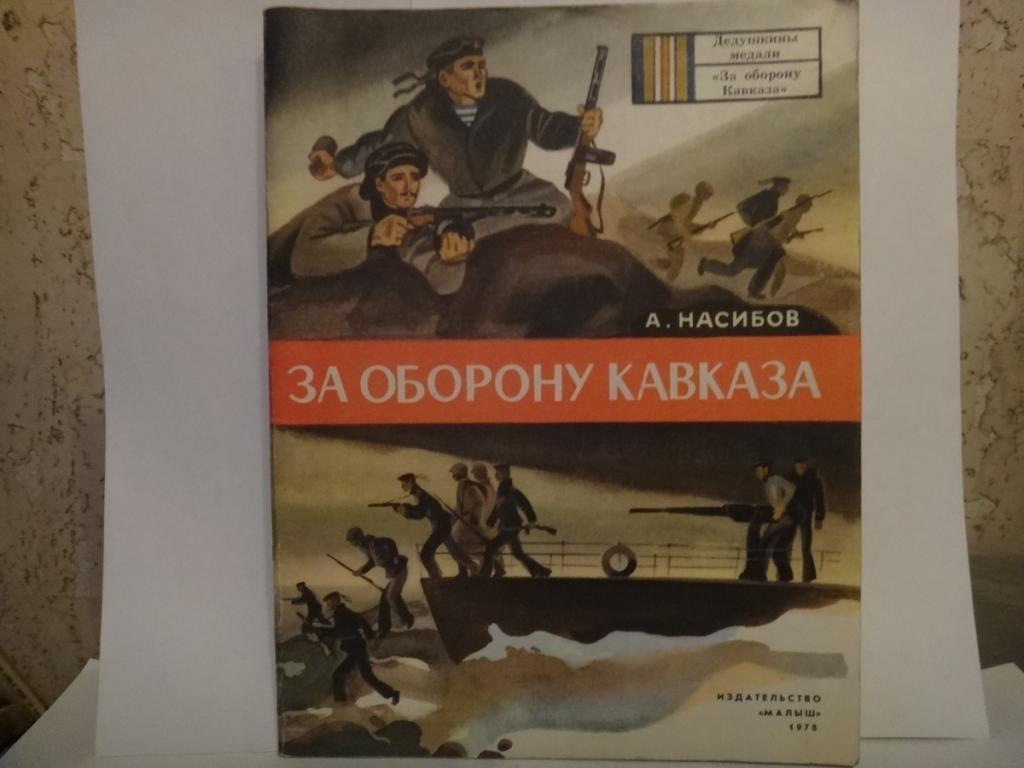 Дедушкины
медали
«За оборону
Кавказа»
А. НАСИБОВ
ЗА ОБОРОНУ КАВКАЗА
ИЗДАТЕЛЬСТВО
«МАЛЫШ»
1978